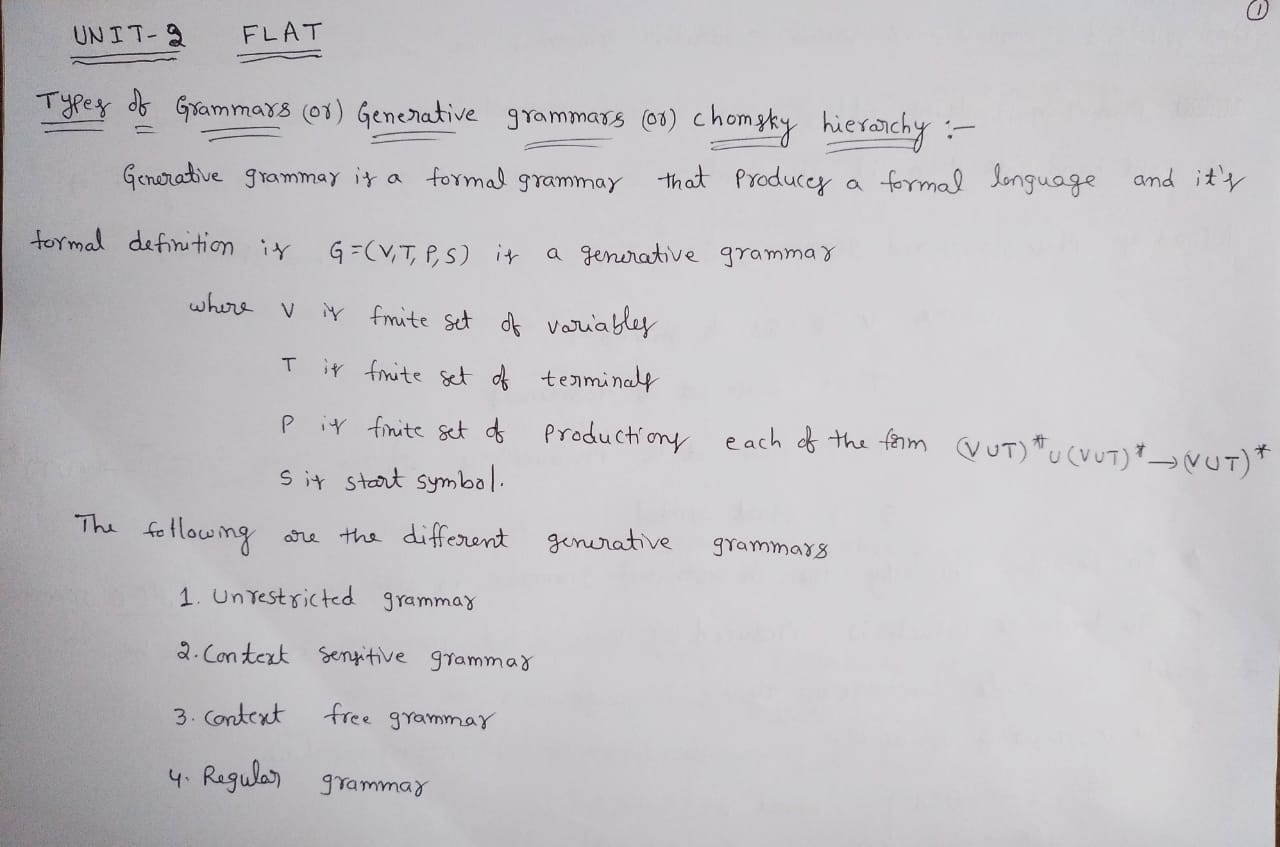 1
UNIT-2 FLAT
Types of Grammars (or) Generative grammars (or) chomsky hierarchy :-
Generative grammar is a formal grammar that produces a formal language and it's
formal definition is G=(V,T,P,S) is a generative grammar
where V is finite set of variables
T is finite set of terminals
P is finite set of productions each of the form (VUT)*U(VUT)*→(VUT)*
S is start symbol.
The following are the different generative grammars
1. Unrestricted grammar
2. Context sensitive grammar
3. Context free grammar
4. Regular grammar